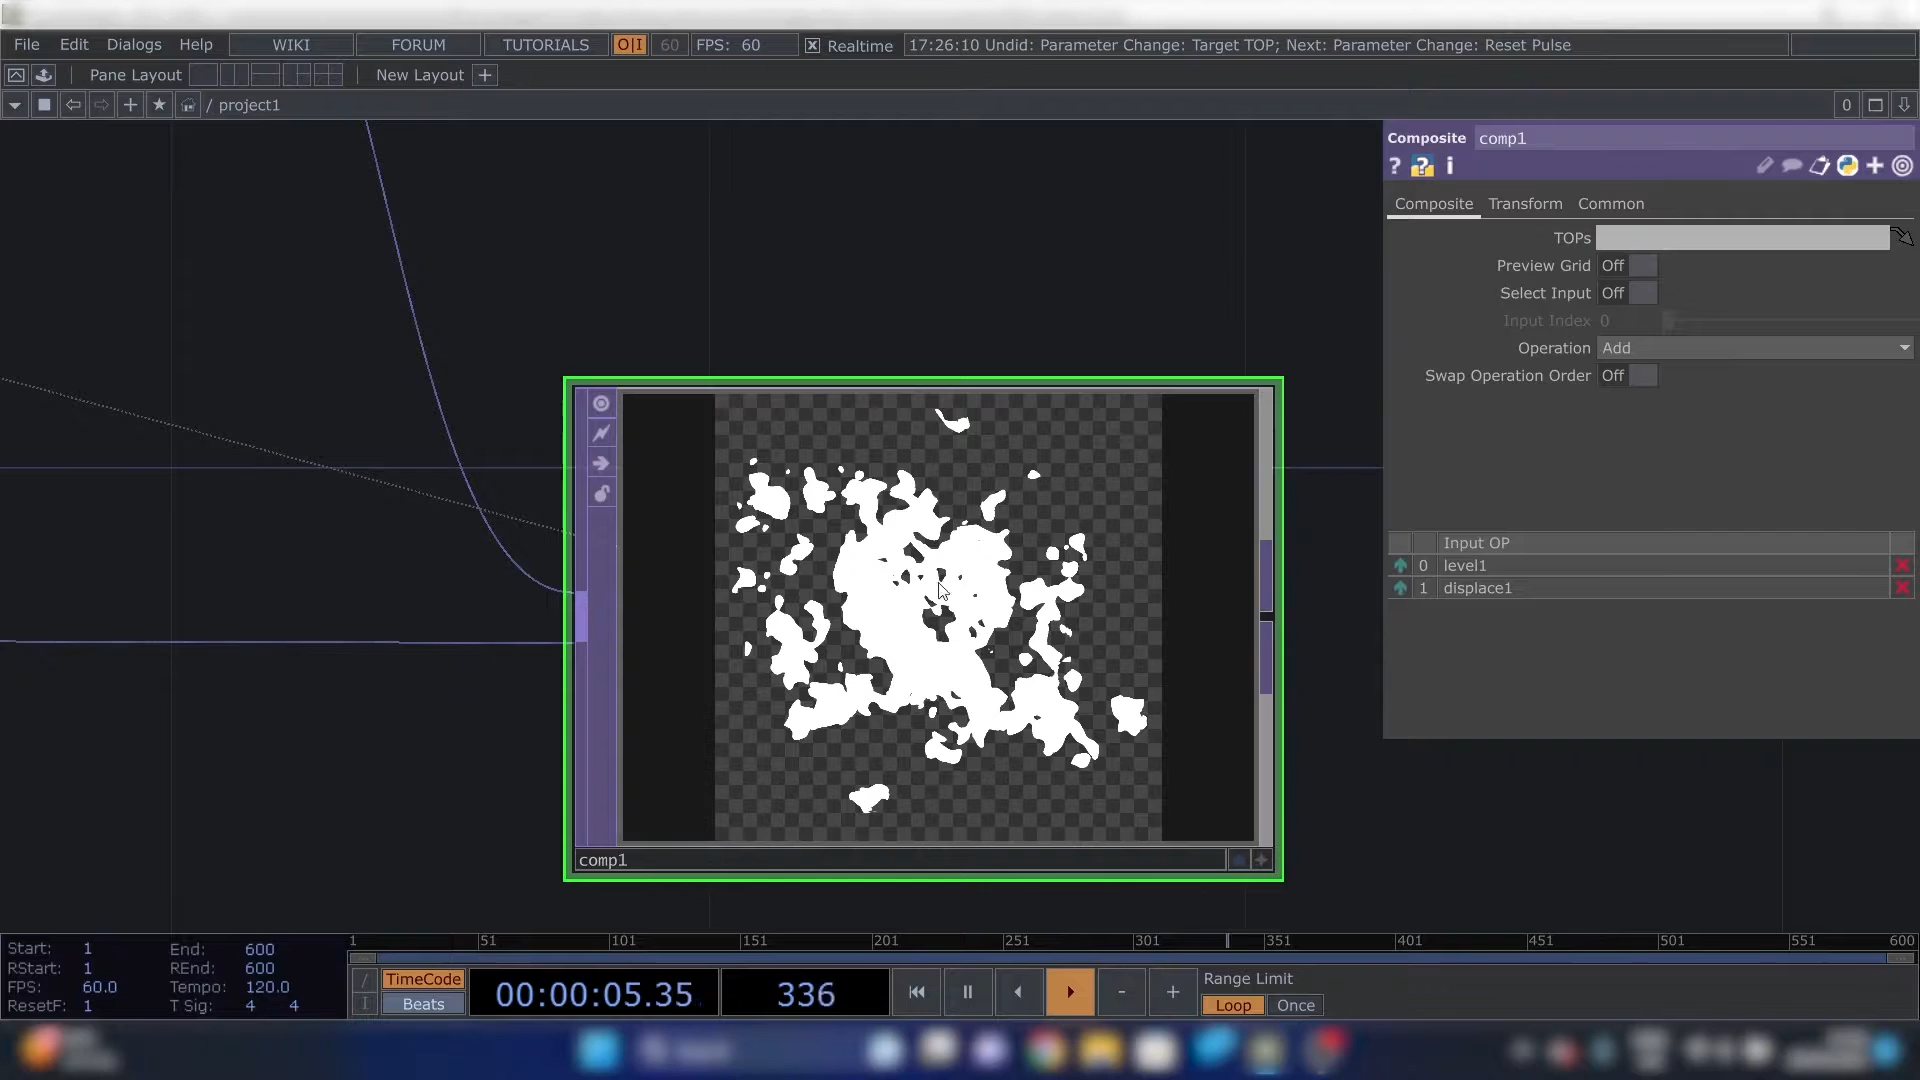 File Edit Dialogs Help WIKI FORUM TUTORIALS O|I 60 FPS: 60 Realtime 17:26:10 Undid: Parameter Change: Target TOP; Next: Parameter Change: Reset Pulse
Pane Layout New Layout +
/ project1 0
Composite comp1
? ? i
Composite Transform Common
TOPs
Preview Grid Off
Select Input Off
Input Index 0
Operation Add
Swap Operation Order Off
Input OP
0 level1
1 displace1
comp1
Start: 1 End: 600
RStart: 1 REnd: 600
FPS: 60.0 Tempo: 120.0
ResetF: 1 T Sig: 4 4
1 51 101 151 201 251 301 351 401 451 501 551 600
TimeCode
Beats
00:00:05.35
336
- +
Range Limit
Loop Once